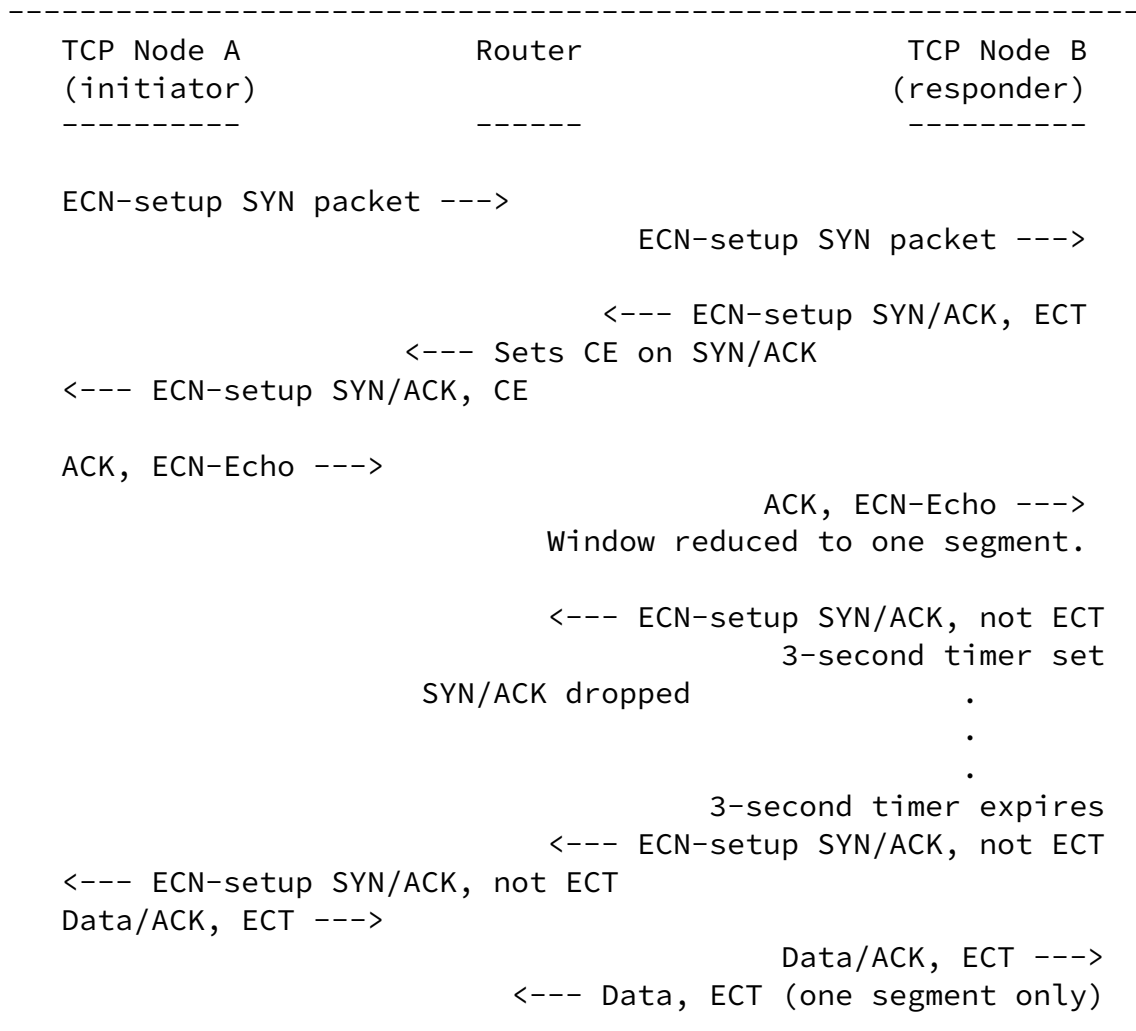 ---------------------------------------------------------------
TCP Node A             Router                  TCP Node B
(initiator)                                   (responder)
----------             ------                  ----------
ECN-setup SYN packet --->
ECN-setup SYN packet --->
<--- ECN-setup SYN/ACK, ECT
<--- Sets CE on SYN/ACK
<--- ECN-setup SYN/ACK, CE
ACK, ECN-Echo --->
ACK, ECN-Echo --->
Window reduced to one segment.
<--- ECN-setup SYN/ACK, not ECT
3-second timer set
SYN/ACK dropped               .
.
.
3-second timer expires
<--- ECN-setup SYN/ACK, not ECT
<--- ECN-setup SYN/ACK, not ECT
Data/ACK, ECT --->
Data/ACK, ECT --->
<--- Data, ECT (one segment only)